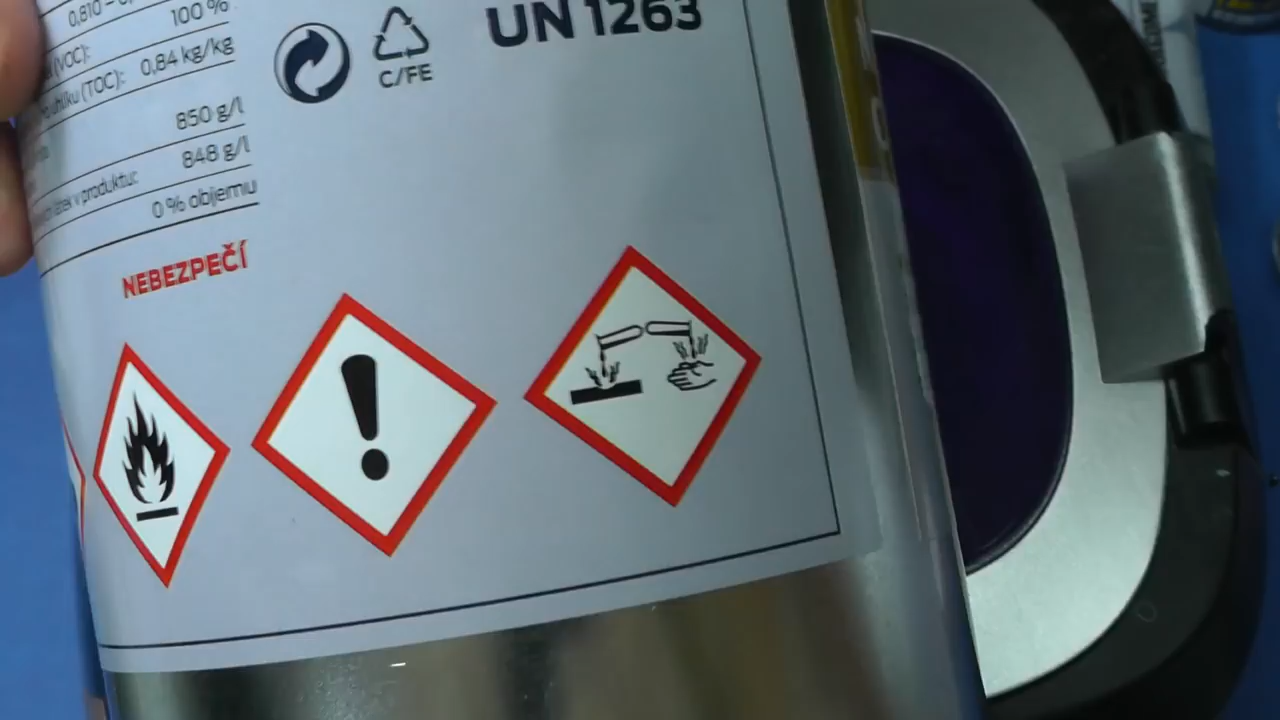 0,810 –
(VOC): 100 %
uhlíku (TOC): 0,84 kg/kg
850 g/l
látek v produktu: 848 g/l
0 % objemu
C/FE
UN 1263
NEBEZPEČÍ